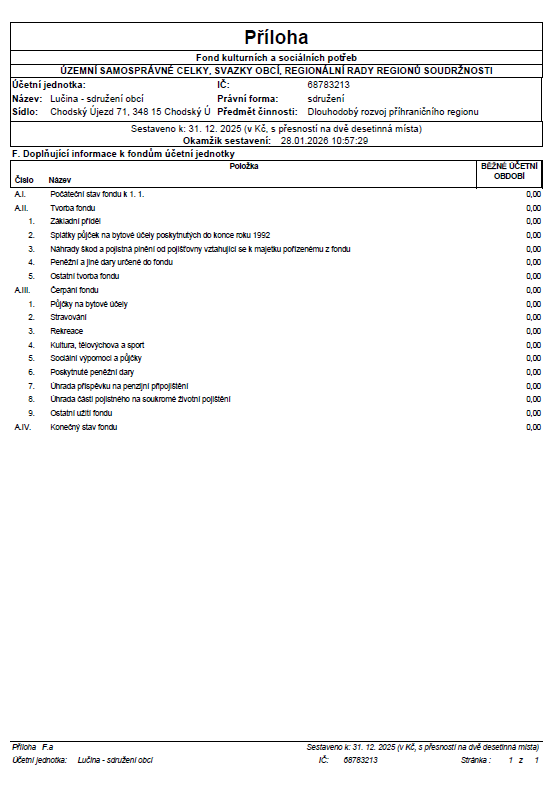 Příloha
Fond kulturních a sociálních potřeb
ÚZEMNÍ SAMOSPRÁVNÉ CELKY, SVAZKY OBCÍ, REGIONÁLNÍ RADY REGIONŮ SOUDRŽNOSTI
Účetní jednotka: IČ: 68783213
Název: Lučina - sdružení obcí Právní forma: sdružení
Sídlo: Chodský Újezd 71, 348 15 Chodský Ú Předmět činnosti: Dlouhodobý rozvoj příhraničního regionu
Sestaveno k: 31. 12. 2025 (v Kč, s přesností na dvě desetinná místa)
Okamžik sestavení: 28.01.2026 10:57:29
F. Doplňující informace k fondům účetní jednotky
Položka BĚŽNÉ ÚČETNÍ OBDOBÍ
Číslo Název
A.I. Počáteční stav fondu k 1. 1. 0,00
A.II. Tvorba fondu 0,00
1. Základní příděl 0,00
2. Splátky půjček na bytové účely poskytnutých do konce roku 1992 0,00
3. Náhrady škod a pojistná plnění od pojišťovny vztahující se k majetku pořízenému z fondu 0,00
4. Peněžní a jiné dary určené do fondu 0,00
5. Ostatní tvorba fondu 0,00
A.III. Čerpání fondu 0,00
1. Půjčky na bytové účely 0,00
2. Stravování 0,00
3. Rekreace 0,00
4. Kultura, tělovýchova a sport 0,00
5. Sociální výpomoci a půjčky 0,00
6. Poskytnuté peněžní dary 0,00
7. Úhrada příspěvku na penzijní připojištění 0,00
8. Úhrada části pojistného na soukromé životní pojištění 0,00
9. Ostatní užití fondu 0,00
A.IV. Konečný stav fondu 0,00
Příloha F.a Sestaveno k: 31. 12. 2025 (v Kč, s přesností na dvě desetinná místa)
Účetní jednotka: Lučina - sdružení obcí IČ: 68783213 Stránka : 1 z 1